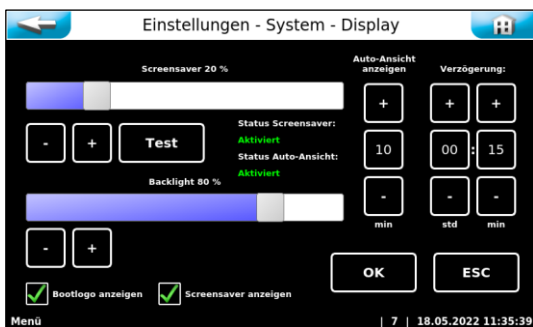 Einstellungen - System - Display
Screensaver 20 %
Auto-Ansicht
anzeigen
Verzögerung:
+ + +
- + Test
Status Screensaver:
Aktiviert
Status Auto-Ansicht:
Aktiviert
10 00 : 15
Backlight 80 %
- - -
min std min
- +
OK ESC
Bootlogo anzeigen Screensaver anzeigen
Menü | 7 | 18.05.2022 11:35:39